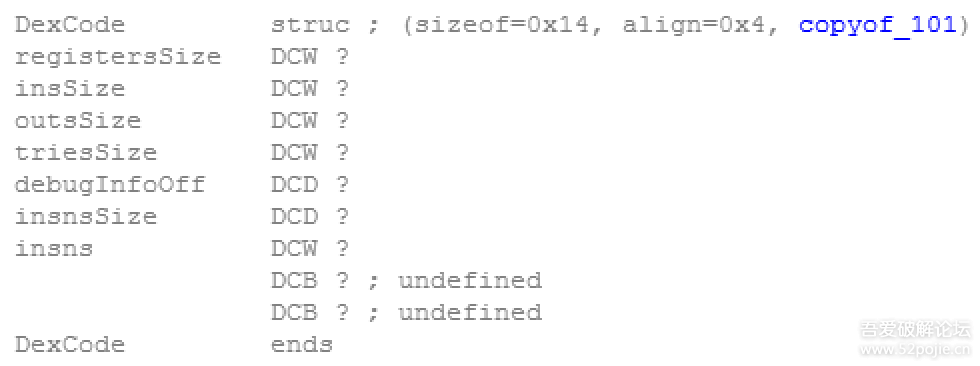 DexCode struc ; (sizeof=0x14, align=0x4, copyof_101)
registersSize DCW ?
insSize DCW ?
outsSize DCW ?
triesSize DCW ?
debugInfoOff DCD ?
insnsSize DCD ?
insns DCW ?
DCB ? ; undefined
DCB ? ; undefined
DexCode ends
吾爱破解论坛
www.52pojie.cn